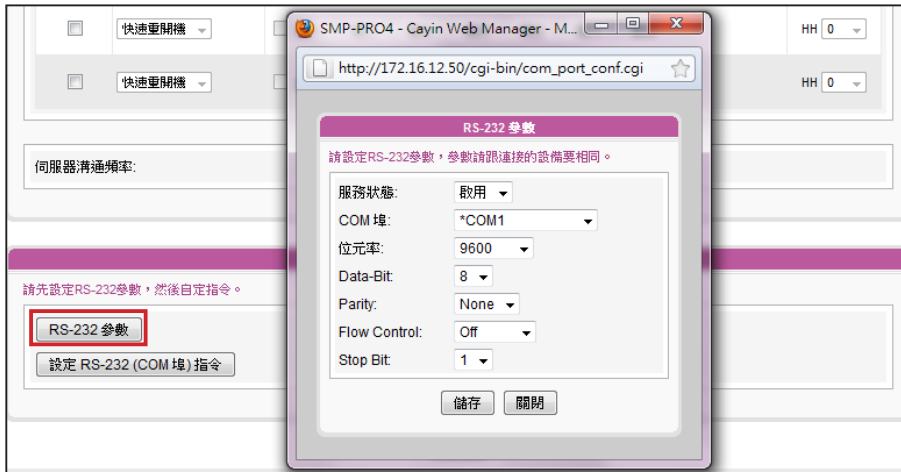 快速重開機
HH 0
快速重開機
HH 0
伺服器溝通頻率:
請先設定RS-232參數，然後自定指令。
RS-232 參數
設定 RS-232 (COM 埠) 指令
SMP-PRO4 - Cayin Web Manager - M...
http://172.16.12.50/cgi-bin/com_port_conf.cgi
RS-232 參數
請設定RS-232參數，參數請跟連接的設備要相同。
服務狀態: 啟用
COM 埠: *COM1
位元率: 9600
Data-Bit: 8
Parity: None
Flow Control: Off
Stop Bit: 1
儲存 關閉